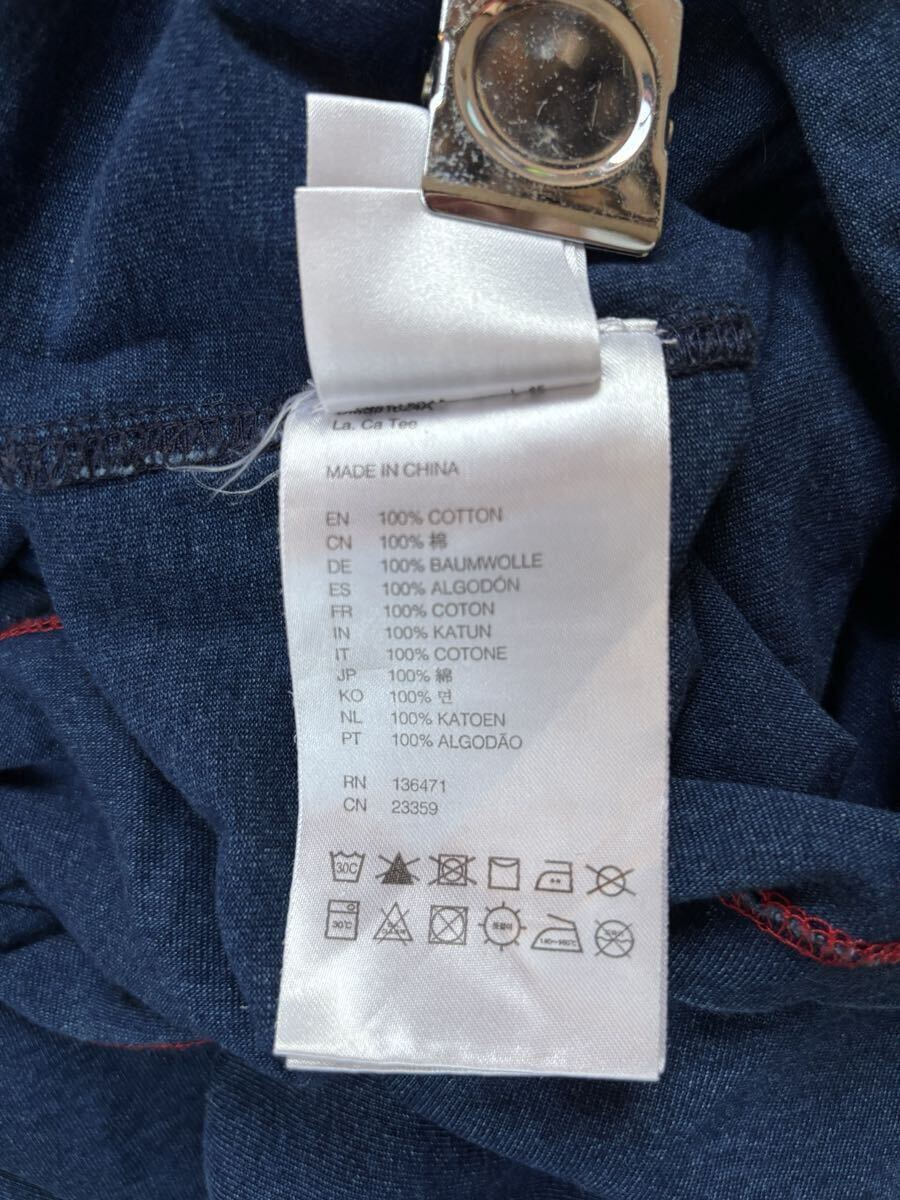 La. Ca Tee
MADE IN CHINA
EN 100% COTTON
CN 100% 棉
DE 100% BAUMWOLLE
ES 100% ALGODÓN
FR 100% COTON
IN 100% KATUN
IT 100% COTONE
JP 100% 綿
KO 100% 면
NL 100% KATOEN
PT 100% ALGODÃO
RN 136471
CN 23359
30C
30°C